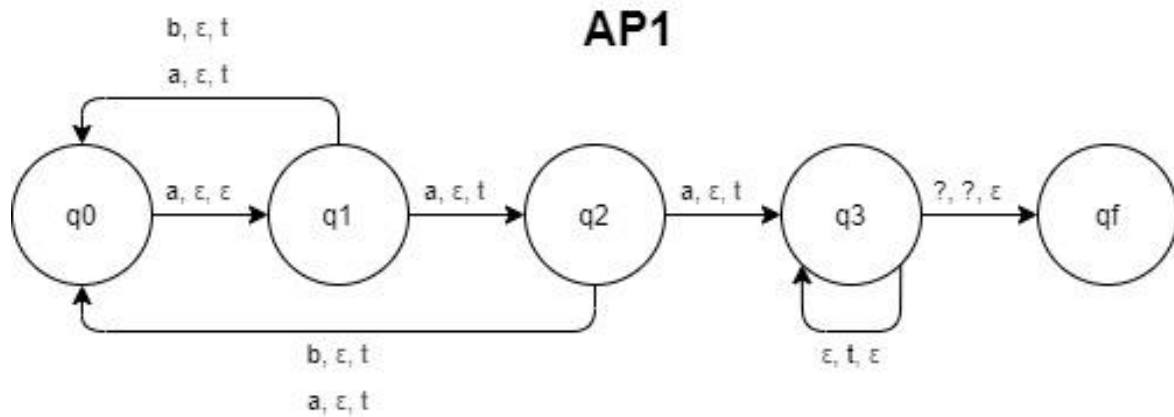 AP1
b, ε, t
a, ε, t
q0
a, ε, ε
q1
a, ε, t
q2
a, ε, t
q3
?, ?, ε
qf
b, ε, t
a, ε, t
ε, t, ε